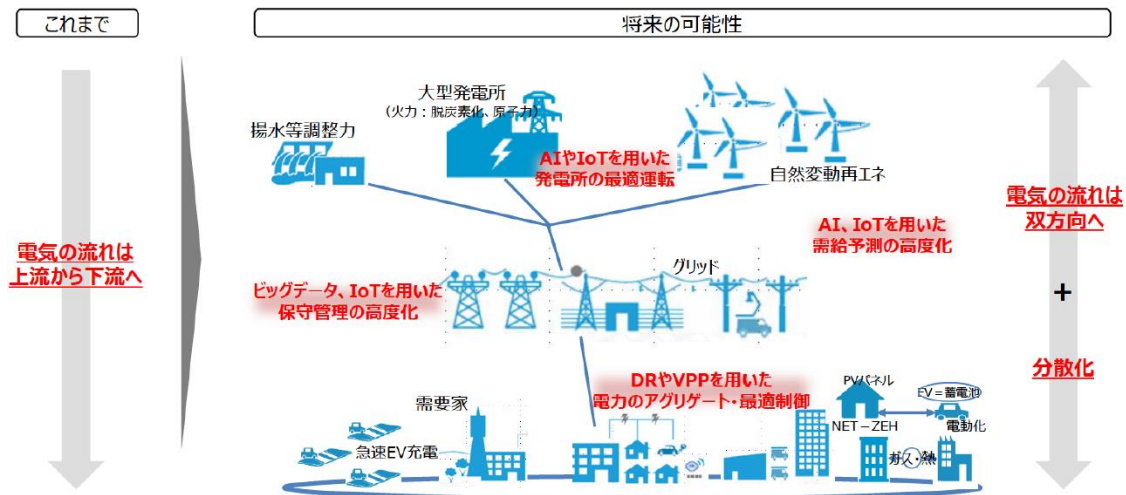 これまで
将来の可能性
大型発電所
(火力：脱炭素化、原子力)
揚水等調整力
AIやIoTを用いた
発電所の最適運転
自然変動再エネ
電気の流れは
上流から下流へ
電気の流れは
双方向へ
AI、IoTを用いた
需給予測の高度化
グリッド
ビッグデータ、IoTを用いた
保守管理の高度化
+
分散化
DRやVPPを用いた
電力のアグリゲート・最適制御
PVパネル
EV＝蓄電池
需要家
NET－ZEH
電動化
急速EV充電
ガス・熱